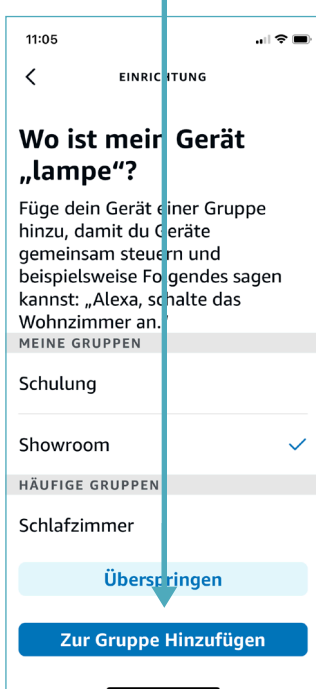 11:05
EINRICHTUNG
Wo ist mein Gerät
„lampe“?
Füge dein Gerät einer Gruppe
hinzu, damit du Geräte
gemeinsam steuern und
beispielsweise Folgendes sagen
kannst: „Alexa, schalte das
Wohnzimmer an.“
MEINE GRUPPEN
Schulung
Showroom
HÄUFIGE GRUPPEN
Schlafzimmer
Überspringen
Zur Gruppe Hinzufügen